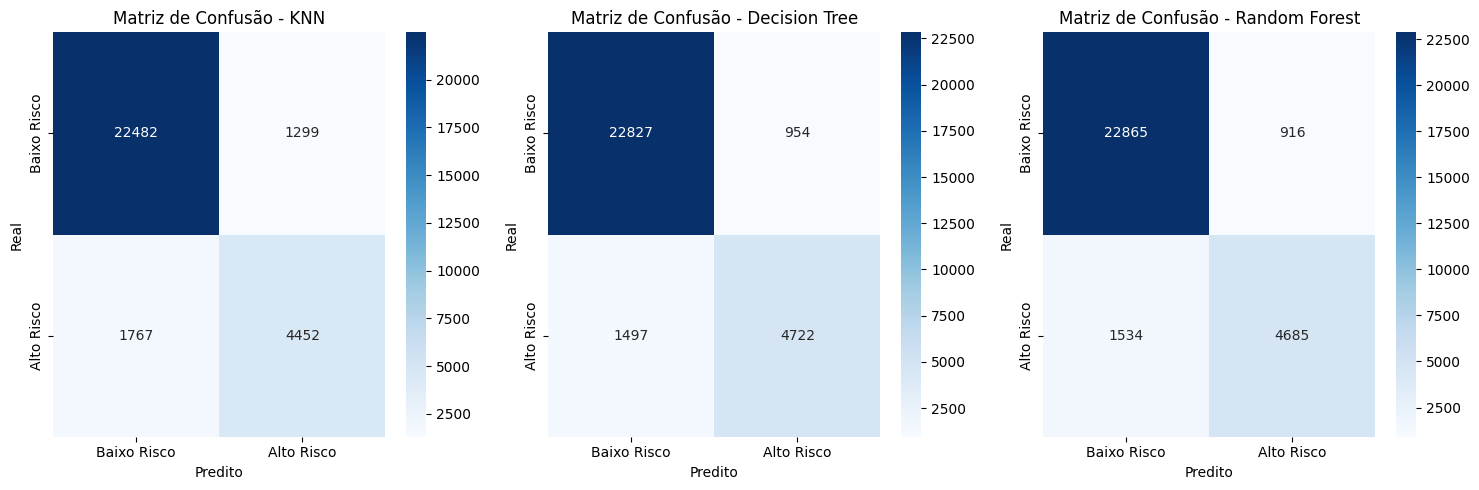 Matriz de Confusão - KNN
Real
Baixo Risco
Alto Risco
22482
1299
1767
4452
Baixo Risco
Alto Risco
Predito
20000
17500
15000
12500
10000
7500
5000
2500
Matriz de Confusão - Decision Tree
Real
Baixo Risco
Alto Risco
22827
954
1497
4722
Baixo Risco
Alto Risco
Predito
22500
20000
17500
15000
12500
10000
7500
5000
2500
Matriz de Confusão - Random Forest
Real
Baixo Risco
Alto Risco
22865
916
1534
4685
Baixo Risco
Alto Risco
Predito
22500
20000
17500
15000
12500
10000
7500
5000
2500